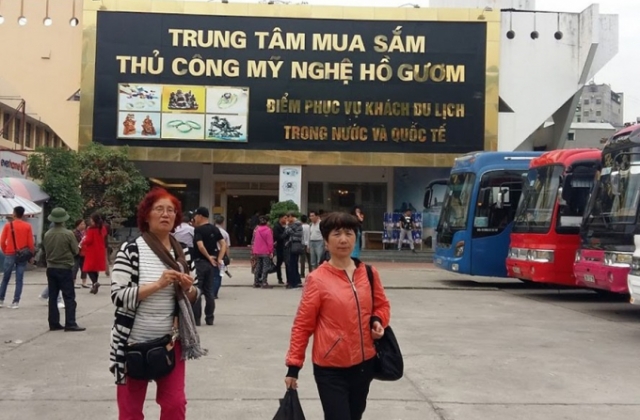 TRUNG TÂM MUA SẮM
THỦ CÔNG MỸ NGHỆ HỒ GƯƠM
ĐIỂM PHỤC VỤ KHÁCH DU LỊCH
TRONG NƯỚC VÀ QUỐC TẾ